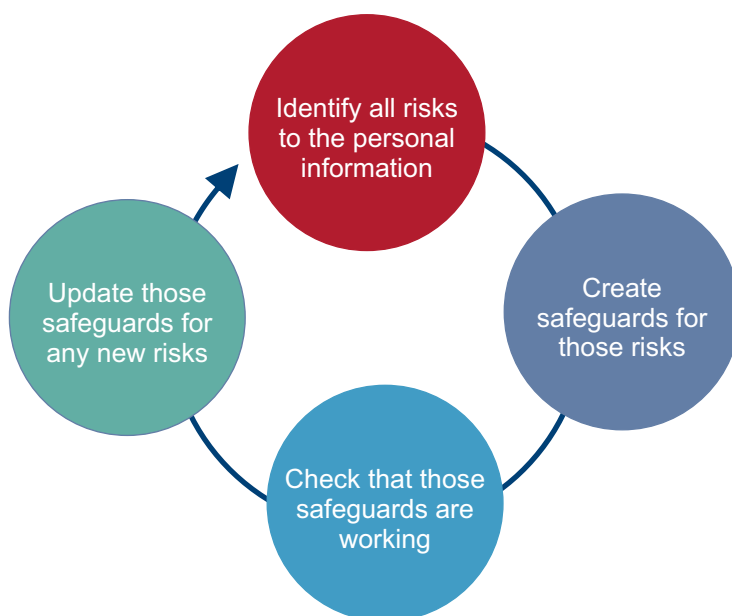 Identify all risks
to the personal
information
Create
safeguards for
those risks
Check that those
safeguards are
working
Update those
safeguards for
any new risks